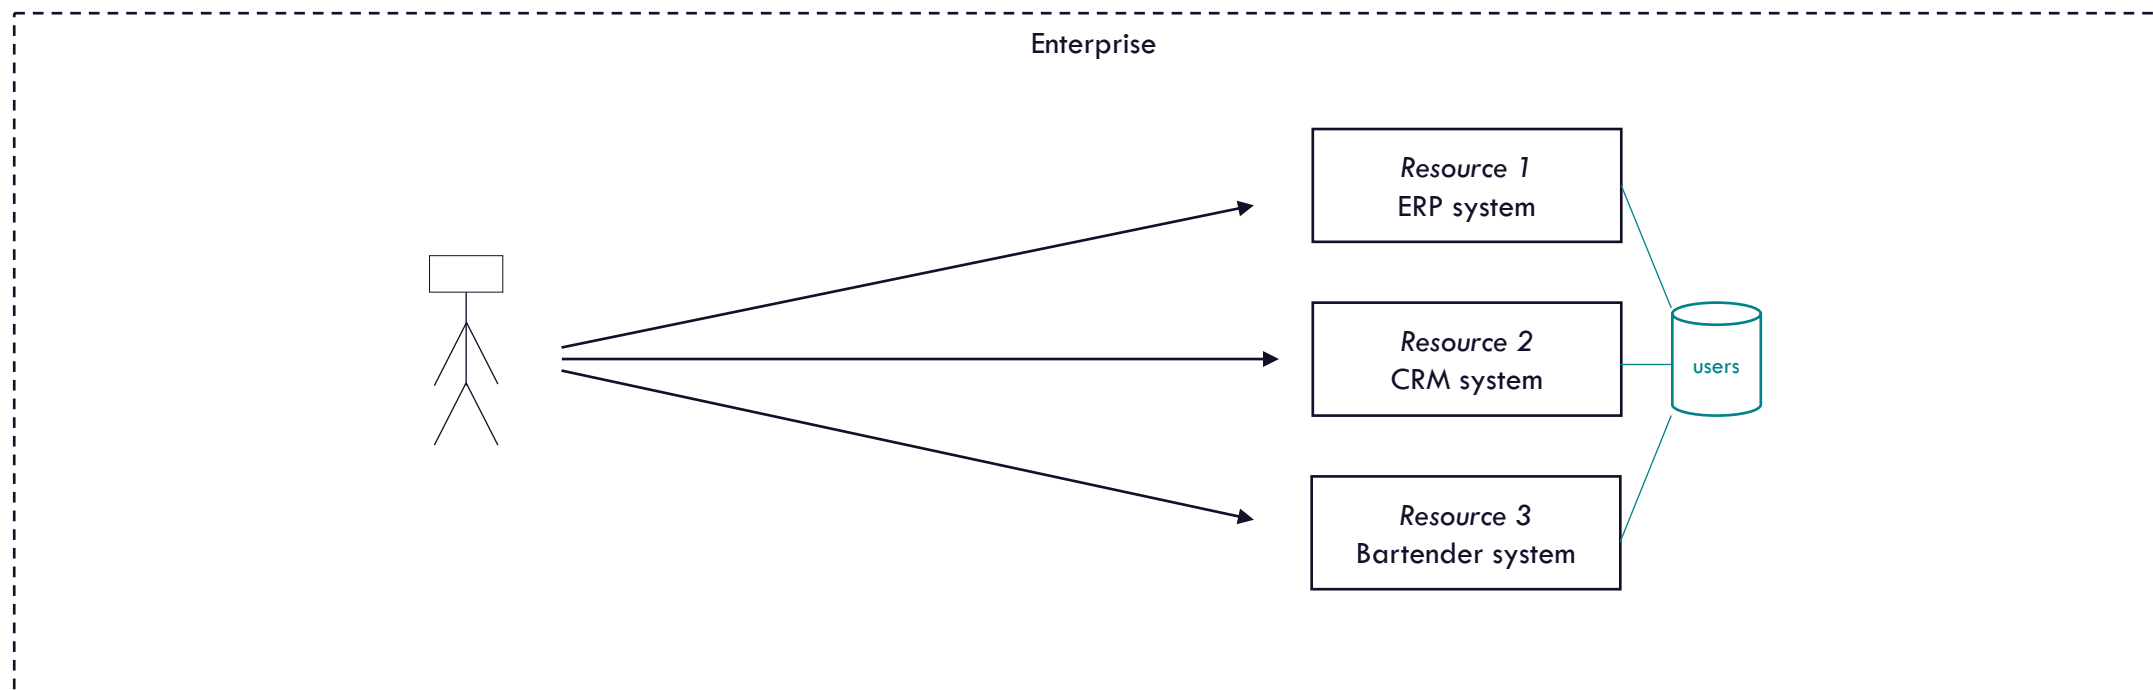 Enterprise
Resource 1
ERP system
Resource 2
CRM system
users
Resource 3
Bartender system